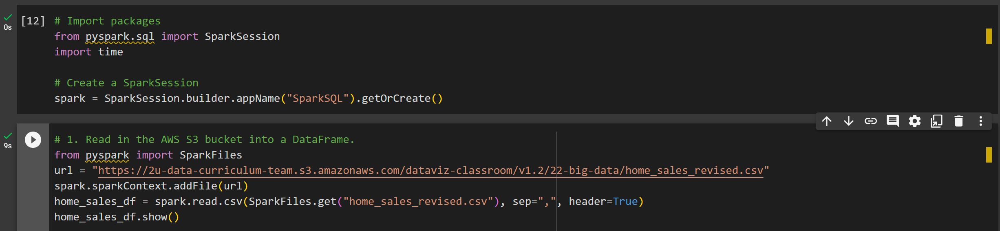 [12] # Import packages
0s
from pyspark.sql import SparkSession
import time
# Create a SparkSession
spark = SparkSession.builder.appName("SparkSQL").getOrCreate()
# 1. Read in the AWS S3 bucket into a DataFrame.
9s
from pyspark import SparkFiles
url = "https://2u-data-curriculum-team.s3.amazonaws.com/dataviz-classroom/v1.2/22-big-data/home_sales_revised.csv"
spark.sparkContext.addFile(url)
home_sales_df = spark.read.csv(SparkFiles.get("home_sales_revised.csv"), sep=",", header=True)
home_sales_df.show()